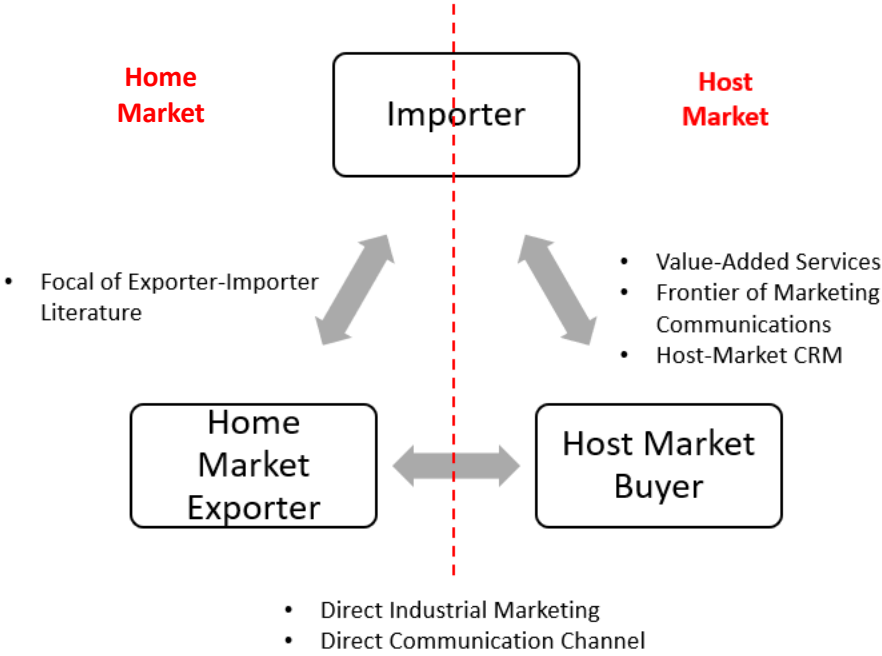 Home
Market
Importer
Host
Market
• Focal of Exporter-Importer
Literature
• Value-Added Services
• Frontier of Marketing
Communications
• Host-Market CRM
Home
Market
Exporter
Host Market
Buyer
• Direct Industrial Marketing
• Direct Communication Channel